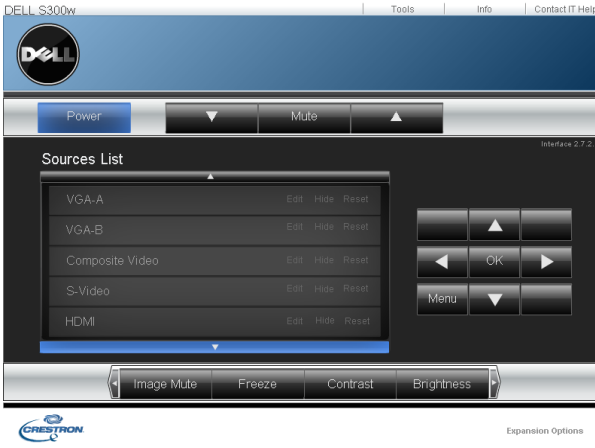 DELL S300w
Tools
Info
Contact IT Help
DELL
Power
Mute
Interface 2.7.2.
Sources List
VGA-A Edit Hide Reset
VGA-B Edit Hide Reset
Composite Video Edit Hide Reset
S-Video Edit Hide Reset
HDMI Edit Hide Reset
OK
Menu
Image Mute
Freeze
Contrast
Brightness
CRESTRON
Expansion Options